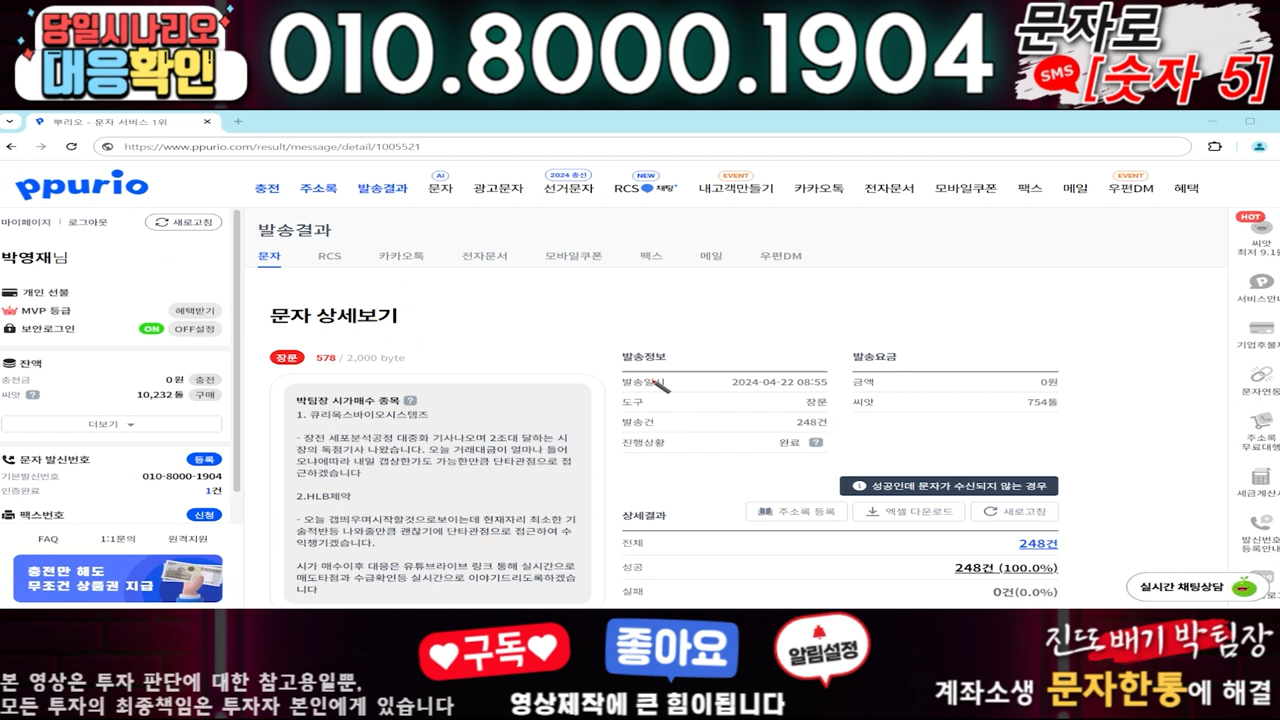 당일시나리오
대응확인
010.8000.1904
문자로
SMS
[숫자 5]
뿌리오 - 문자 서비스 1위
https://www.ppurio.com/result/message/detail/1005521
ppurio
AI
2024 총선
NEW
EVENT
EVENT
충전 주소록 발송결과 문자 광고문자 선거문자 RCS 채팅+ 내고객만들기 카카오톡 전자문서 모바일쿠폰 팩스 메일 우편DM 혜택
마이페이지 | 로그아웃 새로고침
박영재님
개인 선불
MVP 등급 혜택받기
보안로그인 ON OFF설정
잔액
충전금 0원 충전
씨앗 ? 10,232톨 구매
더보기
문자 발신번호 등록
기본발신번호 010-8000-1904
인증완료 1건
팩스번호 신청
FAQ 1:1문의 원격지원
충전만 해도
무조건 상품권 지급
발송결과
문자 RCS 카카오톡 전자문서 모바일쿠폰 팩스 메일 우편DM
문자 상세보기
장문 578 / 2,000 byte
박팀장 시가매수 종목 ?
1. 큐리옥스바이오시스템즈
- 장전 세포분석공정 대중화 기사나오며 2조대 달하는 시
장의 독점기사 나왔습니다. 오늘 거래대금이 얼마나 들어
오냐에따라 내일 갭상한가도 가능한만큼 단타관점으로 접
근하겠습니다
2.HLB제약
- 오늘 갭띄우며시작할것으로보이는데 현재자리 최소한 기
술적반등 나와줄만큼 괜찮기에 단타관점으로 접근하여 수
익챙기겠습니다.
시가 매수이후 대응은 유튜브라이브 링크 통해 실시간으로
매도타점과 수급확인등 실시간으로 이야기드리도록하겠습
니다
발송정보
발송일시 2024-04-22 08:55
도구 장문
발송건 248건
진행상황 완료 ?
발송요금
금액 0원
씨앗 754톨
성공인데 문자가 수신되지 않는 경우
상세결과 주소록 등록 엑셀 다운로드 새로고침
전체 248건
성공 248건 (100.0%)
실패 0건(0.0%)
HOT
씨앗
최저 9.1원
서비스안내
기업후불제
문자연동
주소록
무료대행
세금계산서
발신번호
등록안내
실시간 채팅상담
구독
좋아요
알림설정
영상제작에 큰 힘이됩니다
본 영상은 투자 판단에 대한 참고용일뿐,
모든 투자의 최종책임은 투자자 본인에게 있습니다
진또배기 박팀장
계좌소생 문자한통에 해결